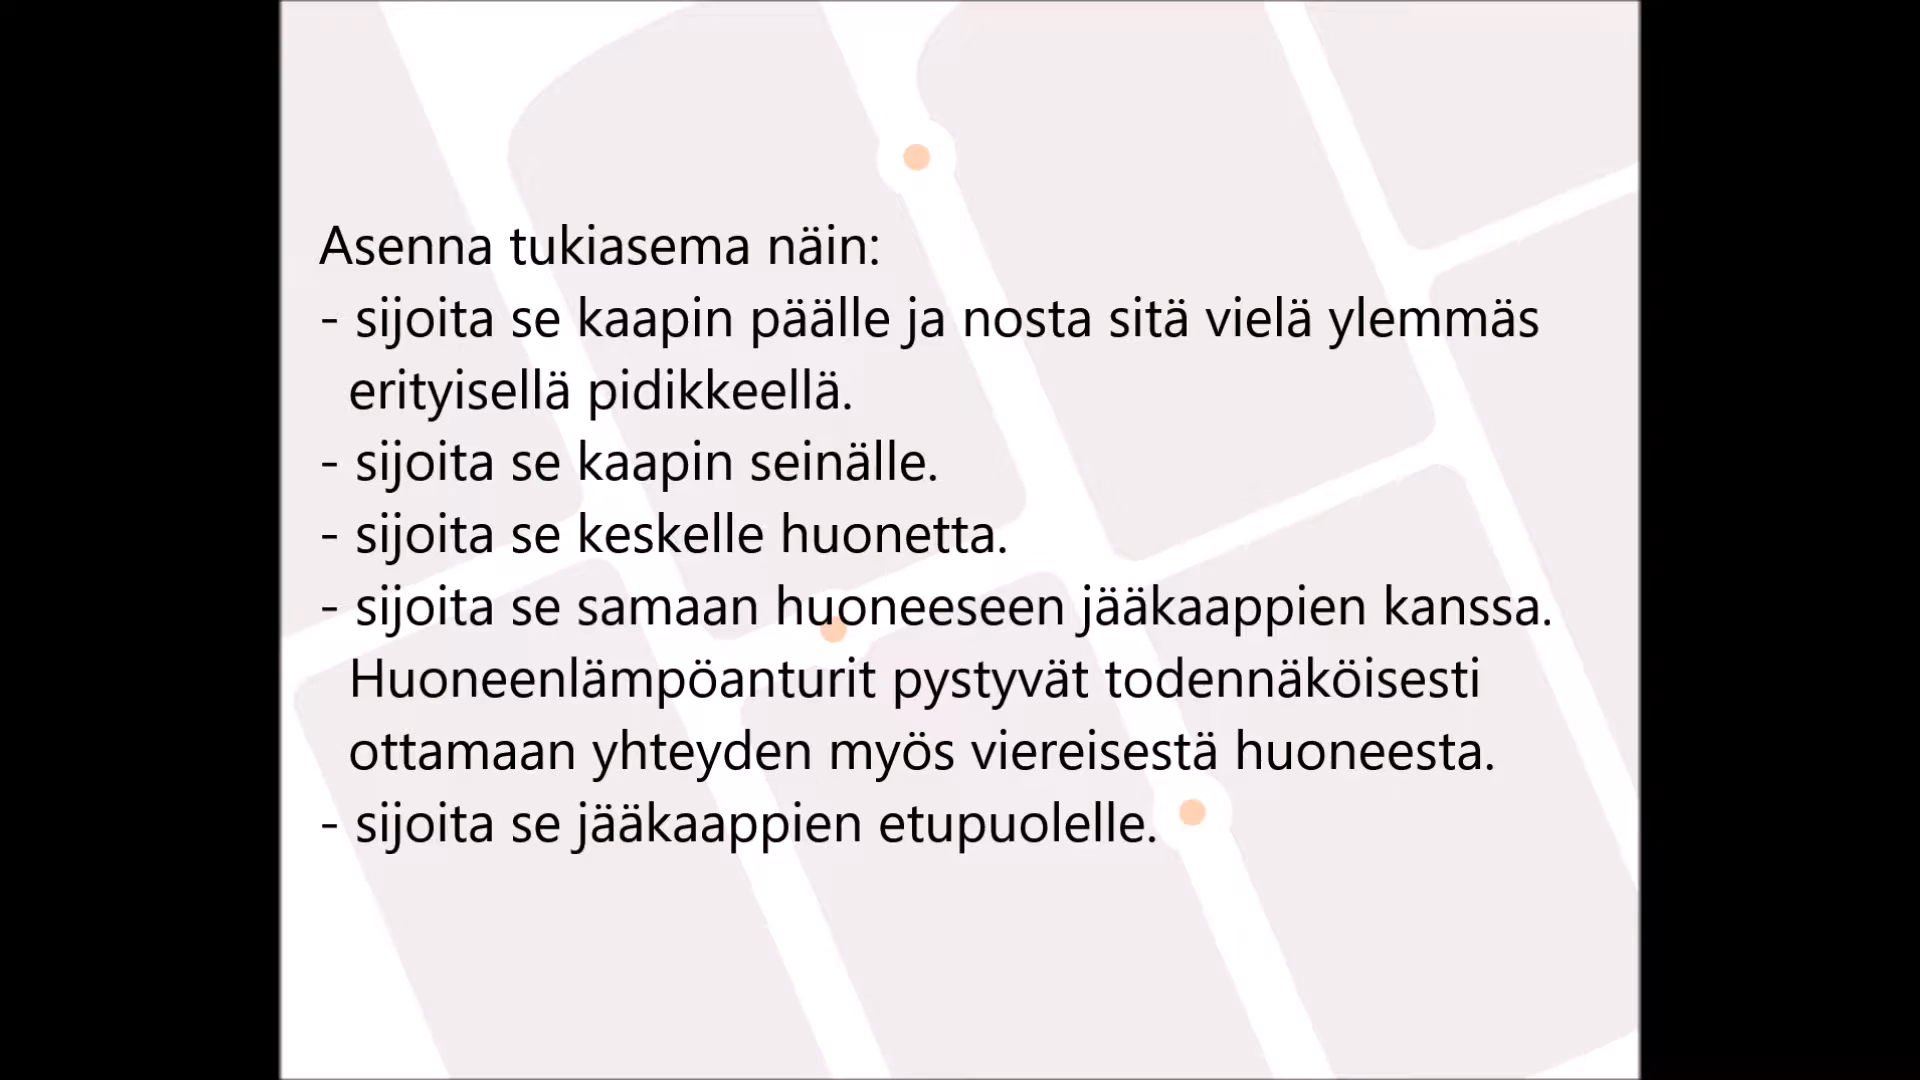 Asenna tukiasema näin:
- sijoita se kaapin päälle ja nosta sitä vielä ylemmäs
erityisellä pidikkeellä.
- sijoita se kaapin seinälle.
- sijoita se keskelle huonetta.
- sijoita se samaan huoneeseen jääkaappien kanssa.
Huoneenlämpöanturit pystyvät todennäköisesti
ottamaan yhteyden myös viereisestä huoneesta.
- sijoita se jääkaappien etupuolelle.